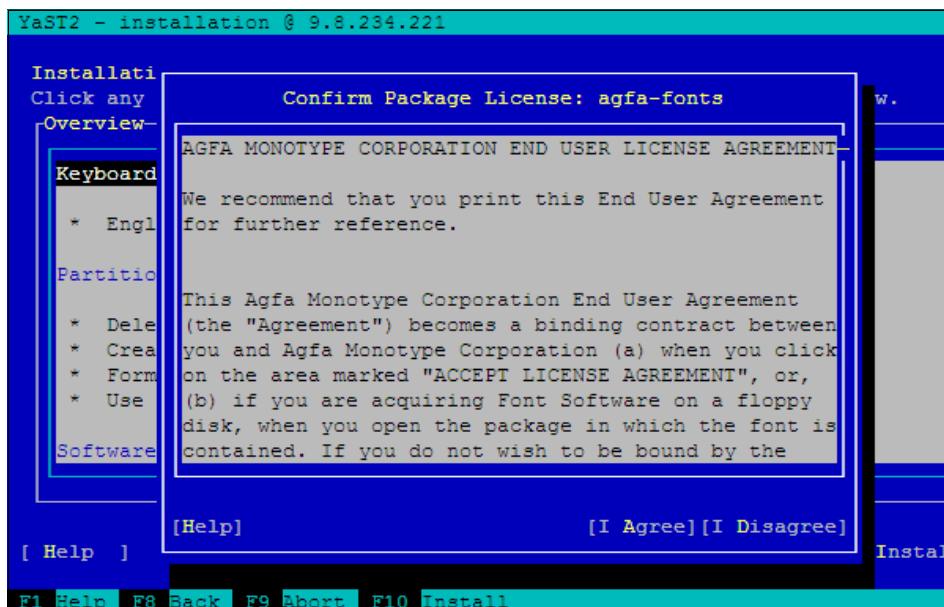 YaST2 - installation @ 9.8.234.221
Installati
Click any
w.
Overview
Keyboard
* Engl
Partitio
* Dele
* Crea
* Form
* Use
Software
Confirm Package License: agfa-fonts
AGFA MONOTYPE CORPORATION END USER LICENSE AGREEMENT
We recommend that you print this End User Agreement
for further reference.
This Agfa Monotype Corporation End User Agreement
(the "Agreement") becomes a binding contract between
you and Agfa Monotype Corporation (a) when you click
on the area marked "ACCEPT LICENSE AGREEMENT", or,
(b) if you are acquiring Font Software on a floppy
disk, when you open the package in which the font is
contained. If you do not wish to be bound by the
[Help] [I Agree][I Disagree]
[ Help ] Instal
F1 Help F8 Back F9 Abort F10 Install